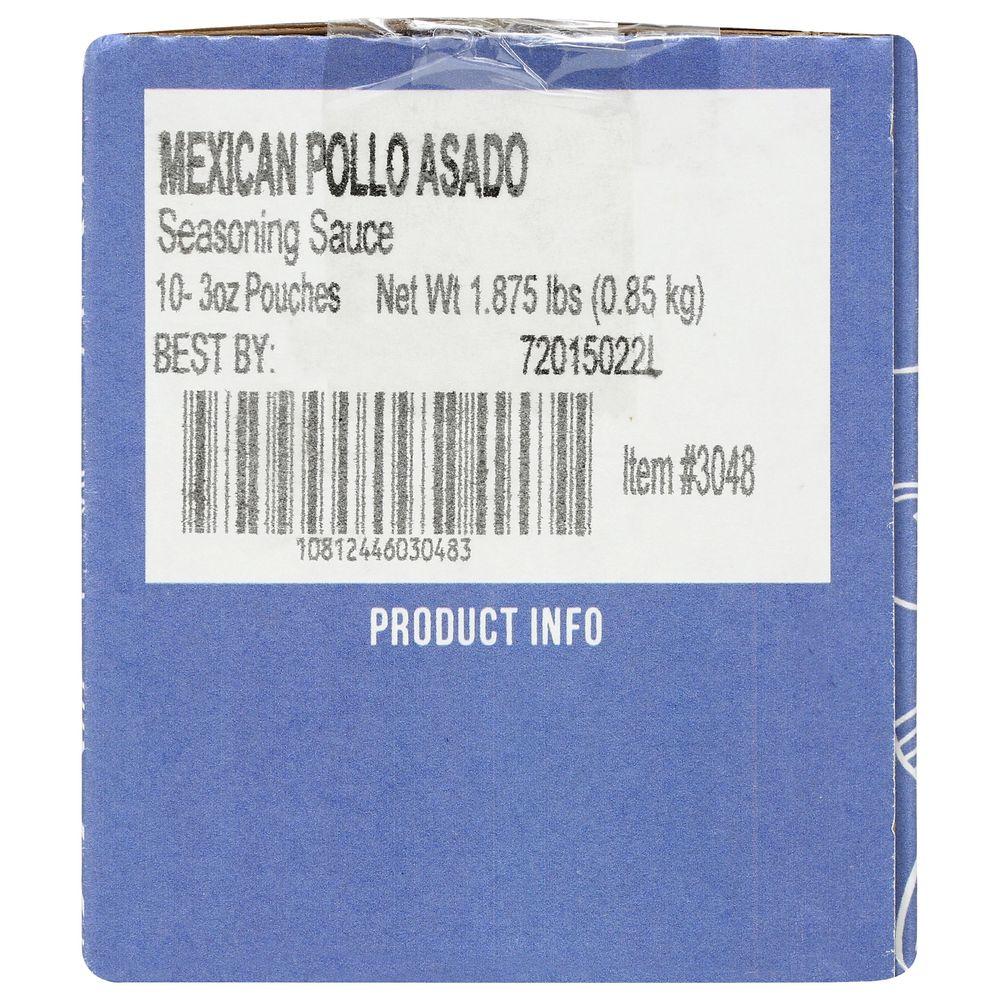 MEXICAN POLLO ASADO
Seasoning Sauce
10- 3oz Pouches Net Wt 1.875 lbs (0.85 kg)
BEST BY: 72015022L
Item #3048
10812446030483
PRODUCT INFO